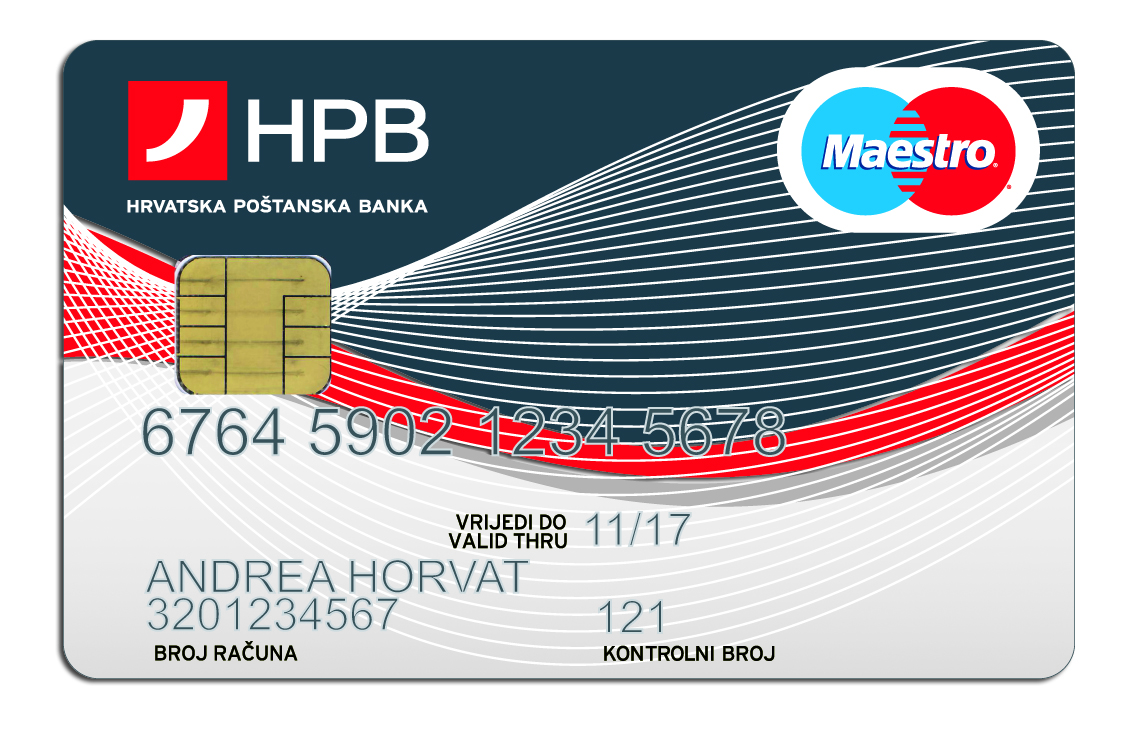 HPB
HRVATSKA POŠTANSKA BANKA
Maestro
6764 5902 1234 5678
VRIJEDI DO
VALID THRU
11/17
ANDREA HORVAT
3201234567
121
BROJ RAČUNA
KONTROLNI BROJ